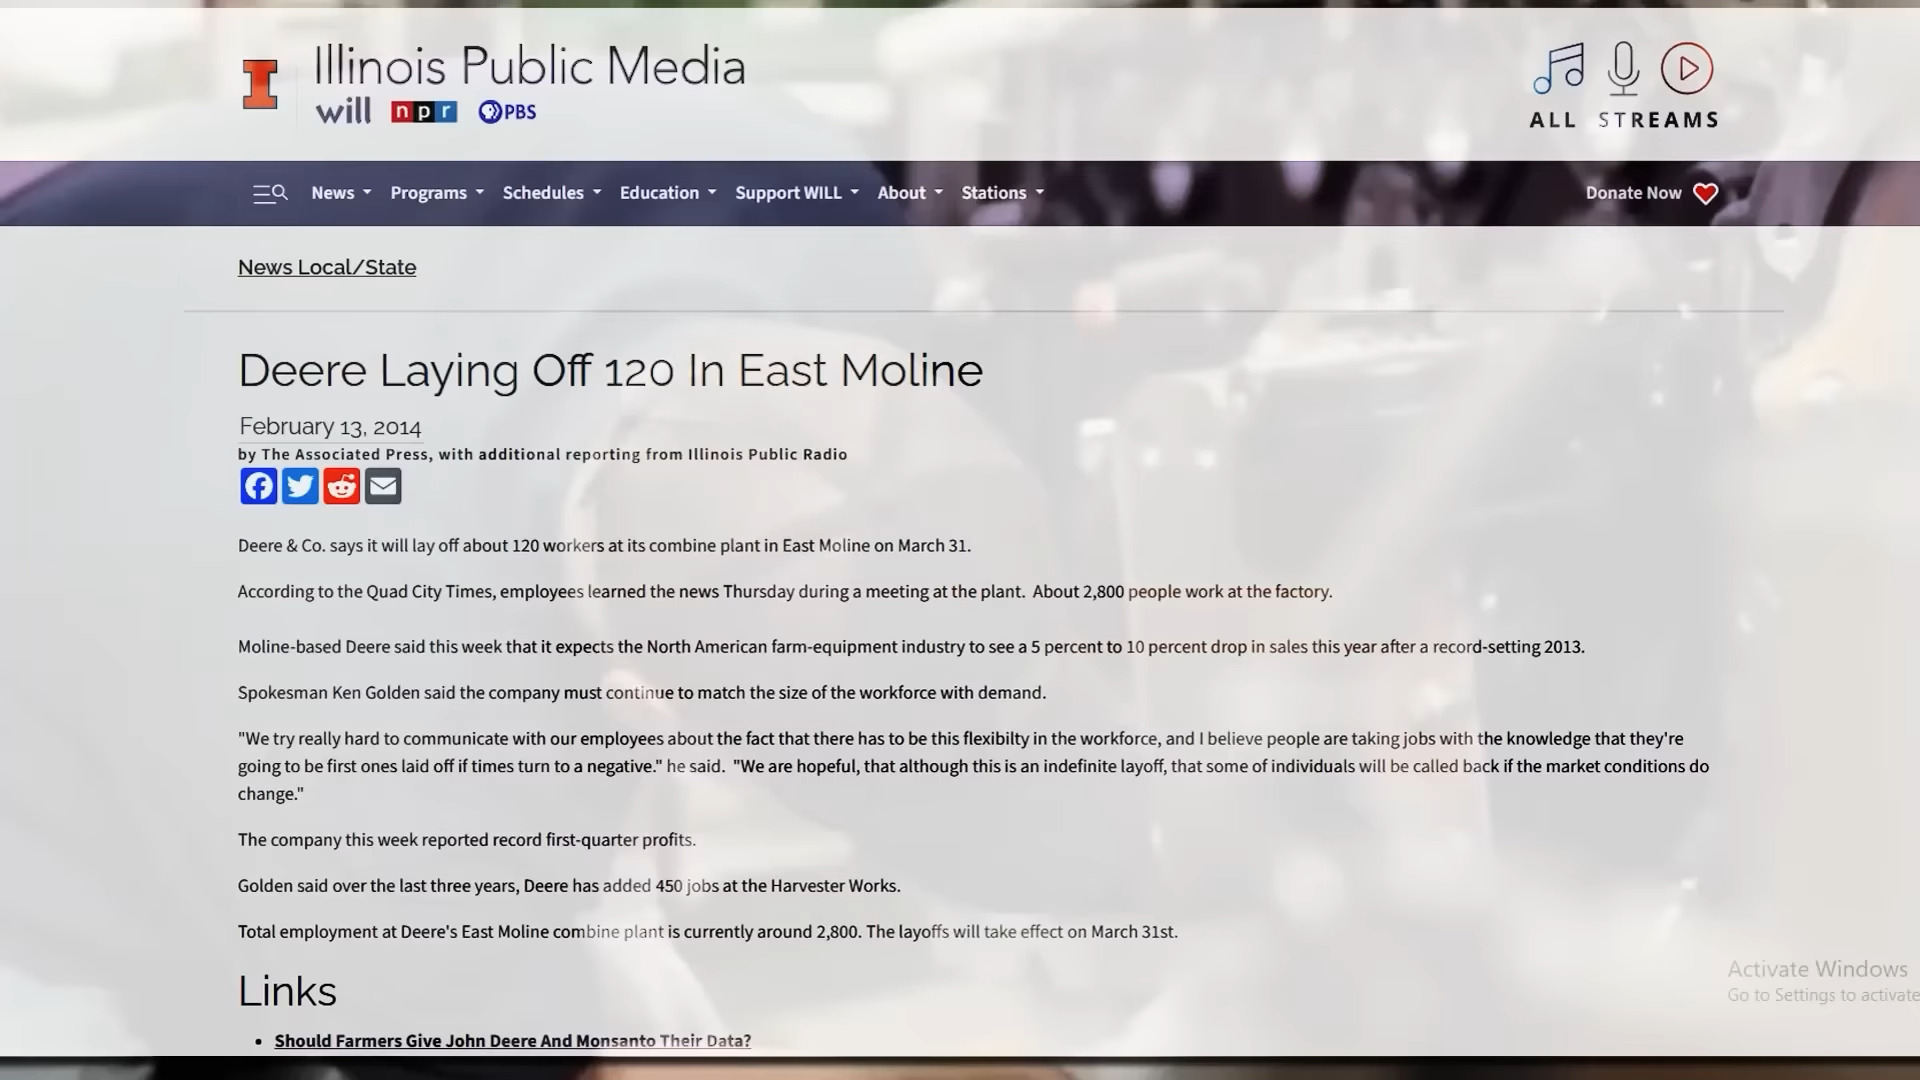 Illinois Public Media
will npr PBS
ALL STREAMS
News Programs Schedules Education Support WILL About Stations Donate Now
News Local/State
Deere Laying Off 120 In East Moline
February 13, 2014
by The Associated Press, with additional reporting from Illinois Public Radio
Deere & Co. says it will lay off about 120 workers at its combine plant in East Moline on March 31.
According to the Quad City Times, employees learned the news Thursday during a meeting at the plant. About 2,800 people work at the factory.
Moline-based Deere said this week that it expects the North American farm-equipment industry to see a 5 percent to 10 percent drop in sales this year after a record-setting 2013.
Spokesman Ken Golden said the company must continue to match the size of the workforce with demand.
"We try really hard to communicate with our employees about the fact that there has to be this flexibilty in the workforce, and I believe people are taking jobs with the knowledge that they're
going to be first ones laid off if times turn to a negative." he said. "We are hopeful, that although this is an indefinite layoff, that some of individuals will be called back if the market conditions do
change."
The company this week reported record first-quarter profits.
Golden said over the last three years, Deere has added 450 jobs at the Harvester Works.
Total employment at Deere's East Moline combine plant is currently around 2,800. The layoffs will take effect on March 31st.
Links
Activate Windows
Go to Settings to activate
• Should Farmers Give John Deere And Monsanto Their Data?